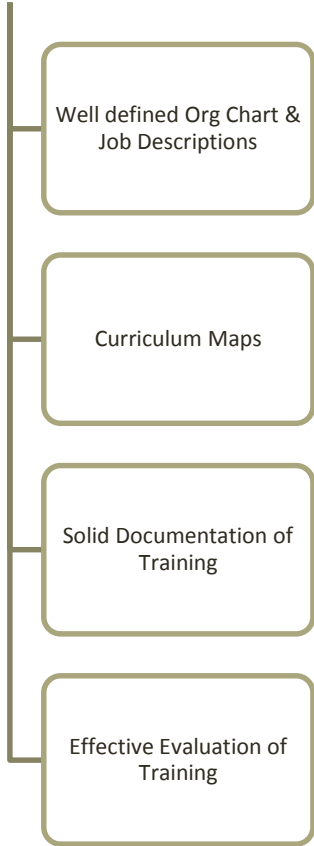 Well defined Org Chart &
Job Descriptions
Curriculum Maps
Solid Documentation of
Training
Effective Evaluation of
Training